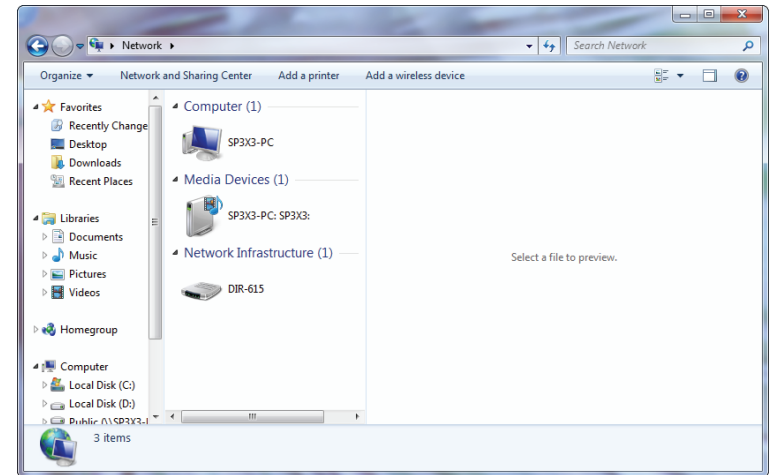 Network
Search Network
Organize Network and Sharing Center Add a printer Add a wireless device
Favorites
Recently Change
Desktop
Downloads
Recent Places
Libraries
Documents
Music
Pictures
Videos
Homegroup
Computer
Local Disk (C:)
Local Disk (D:)
Public (\\SP3X3-
Computer (1)
SP3X3-PC
Media Devices (1)
SP3X3-PC: SP3X3:
Network Infrastructure (1)
DIR-615
Select a file to preview.
3 items